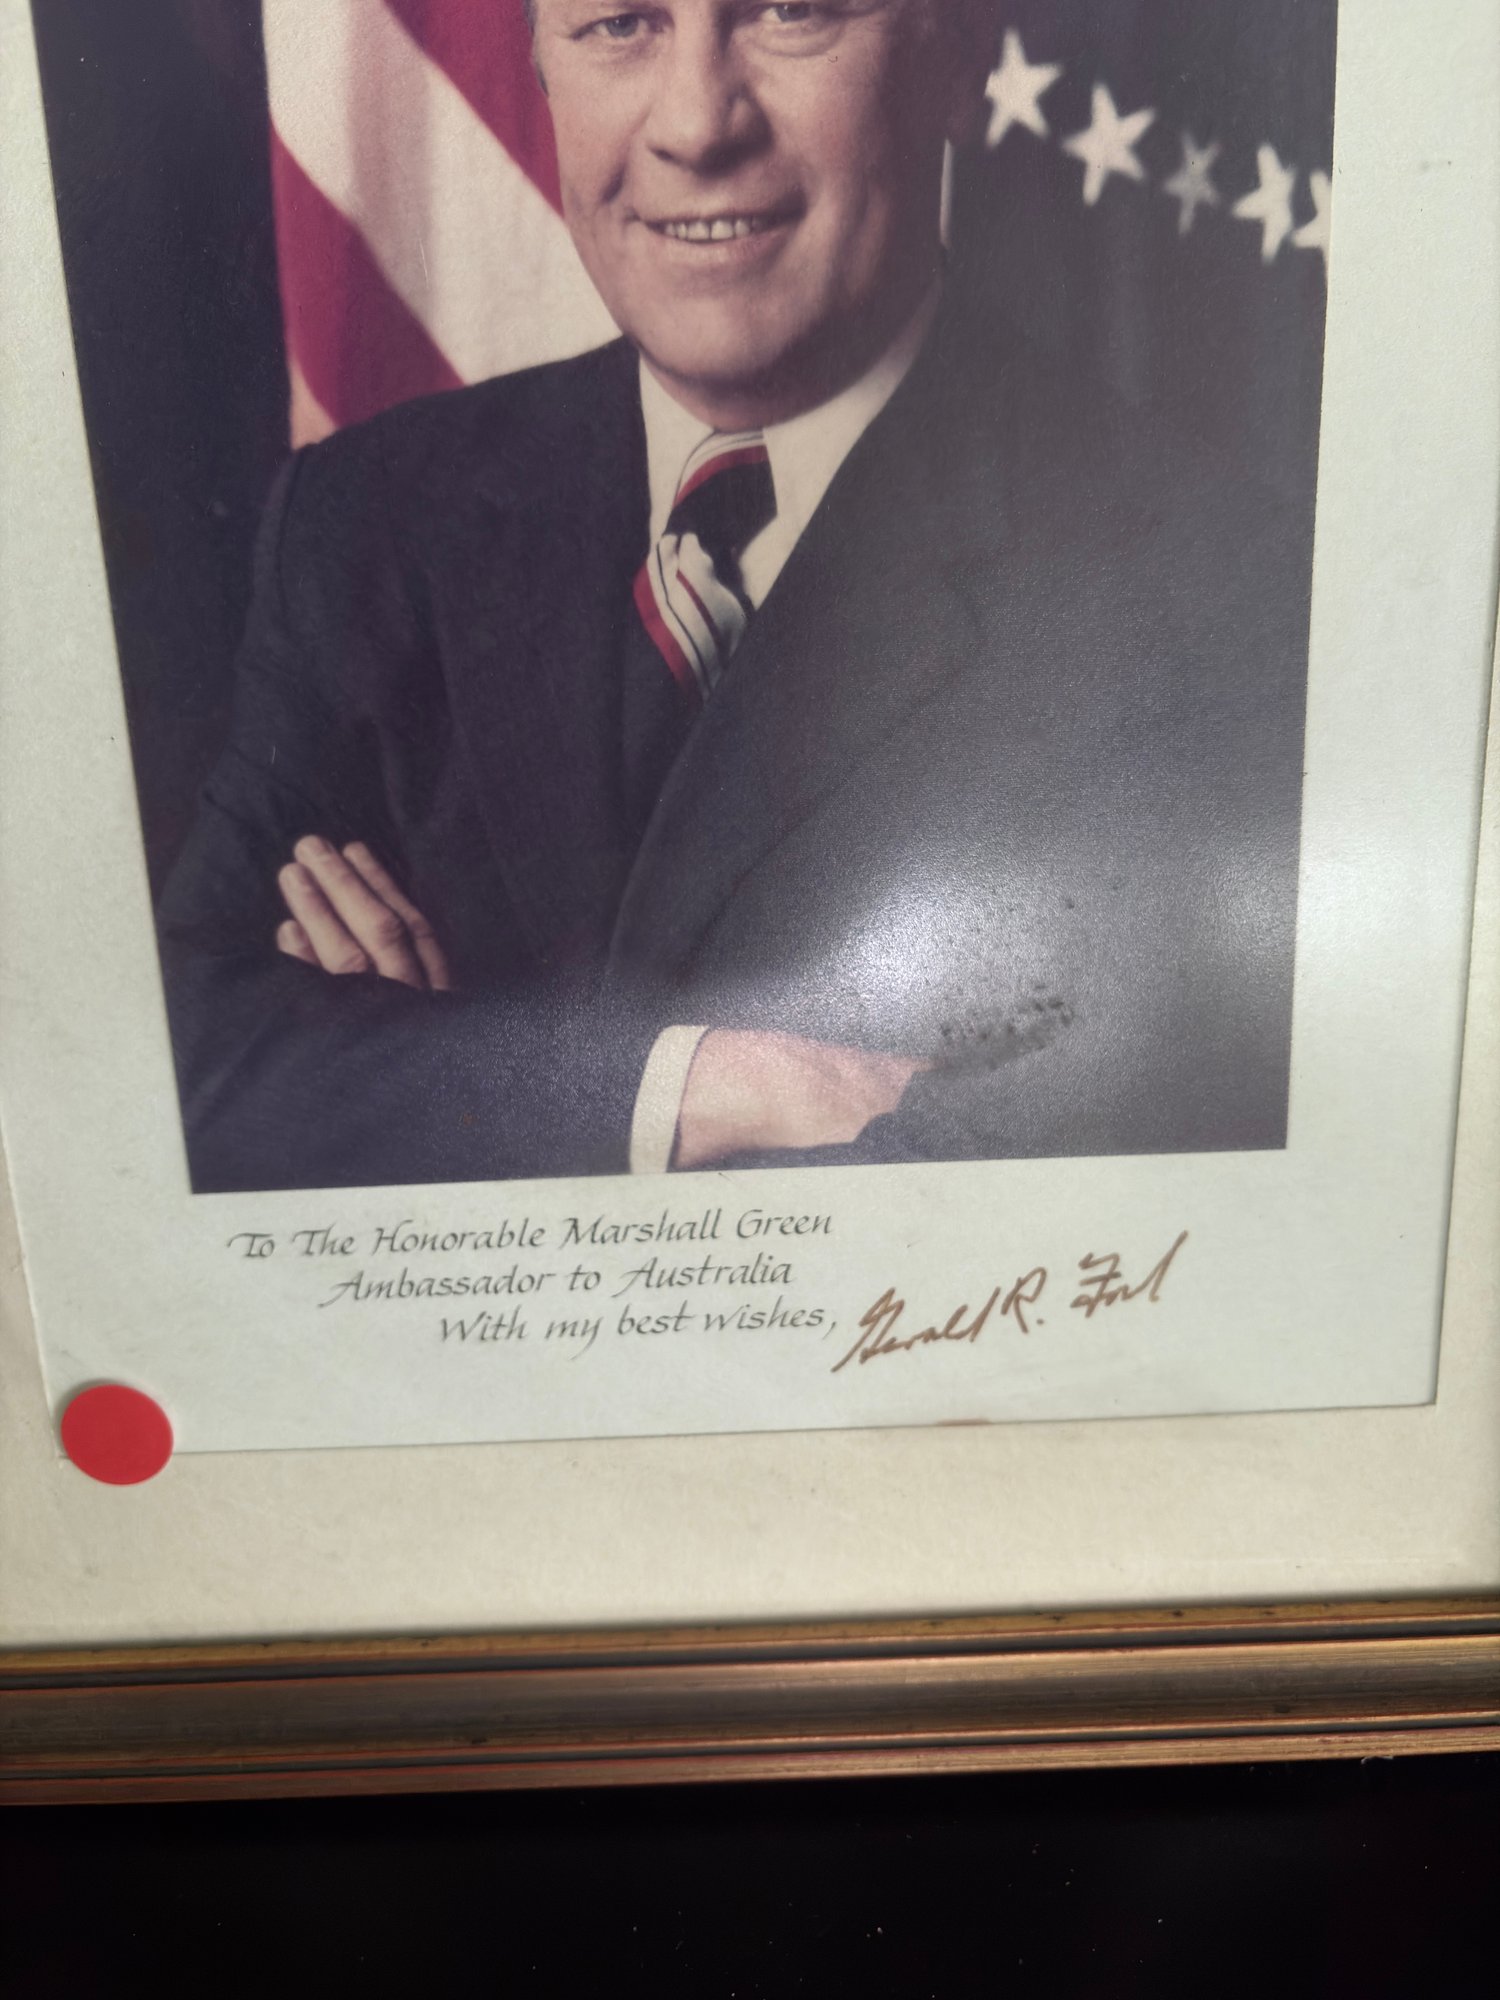 To The Honorable Marshall Green
Ambassador to Australia
With my best wishes,
Gerald R. Ford